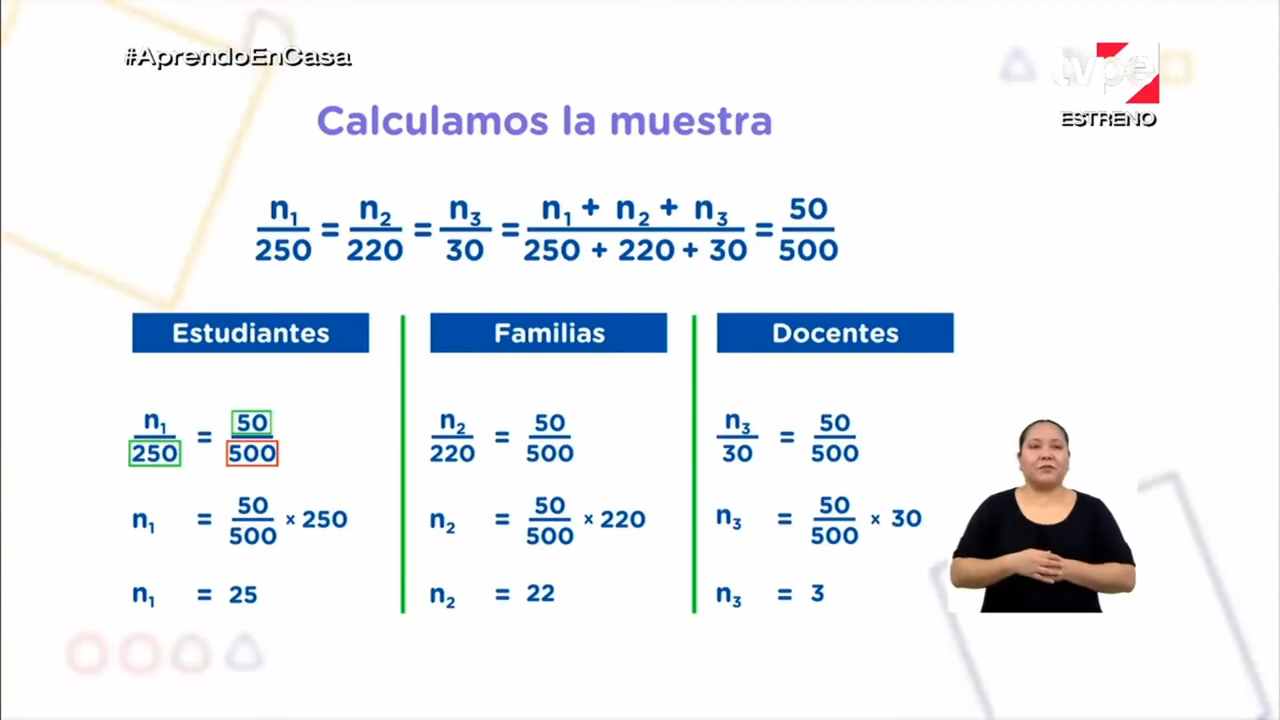 #AprendoEnCasa
tvpe
ESTRENO
Calculamos la muestra
n₁/250 = n₂/220 = n₃/30 = (n₁ + n₂ + n₃)/(250 + 220 + 30) = 50/500
Estudiantes
n₁/250 = 50/500
n₁ = 50/500 × 250
n₁ = 25
Familias
n₂/220 = 50/500
n₂ = 50/500 × 220
n₂ = 22
Docentes
n₃/30 = 50/500
n₃ = 50/500 × 30
n₃ = 3